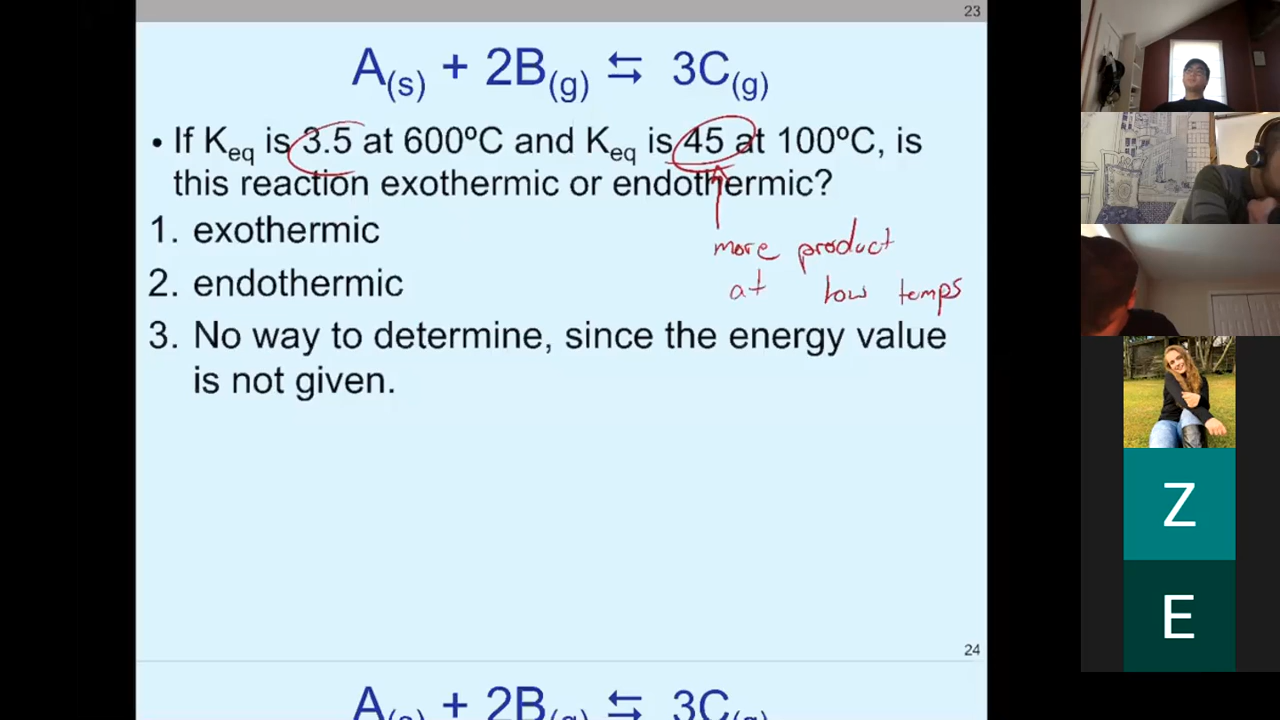 23
A(s) + 2B(g) ⇆ 3C(g)
• If Keq is 3.5 at 600ºC and Keq is 45 at 100ºC, is
this reaction exothermic or endothermic?
1. exothermic
more product
2. endothermic
at low temps
3. No way to determine, since the energy value
is not given.
24
A(s) + 2B(g) ⇆ 3C(g)
Z
E